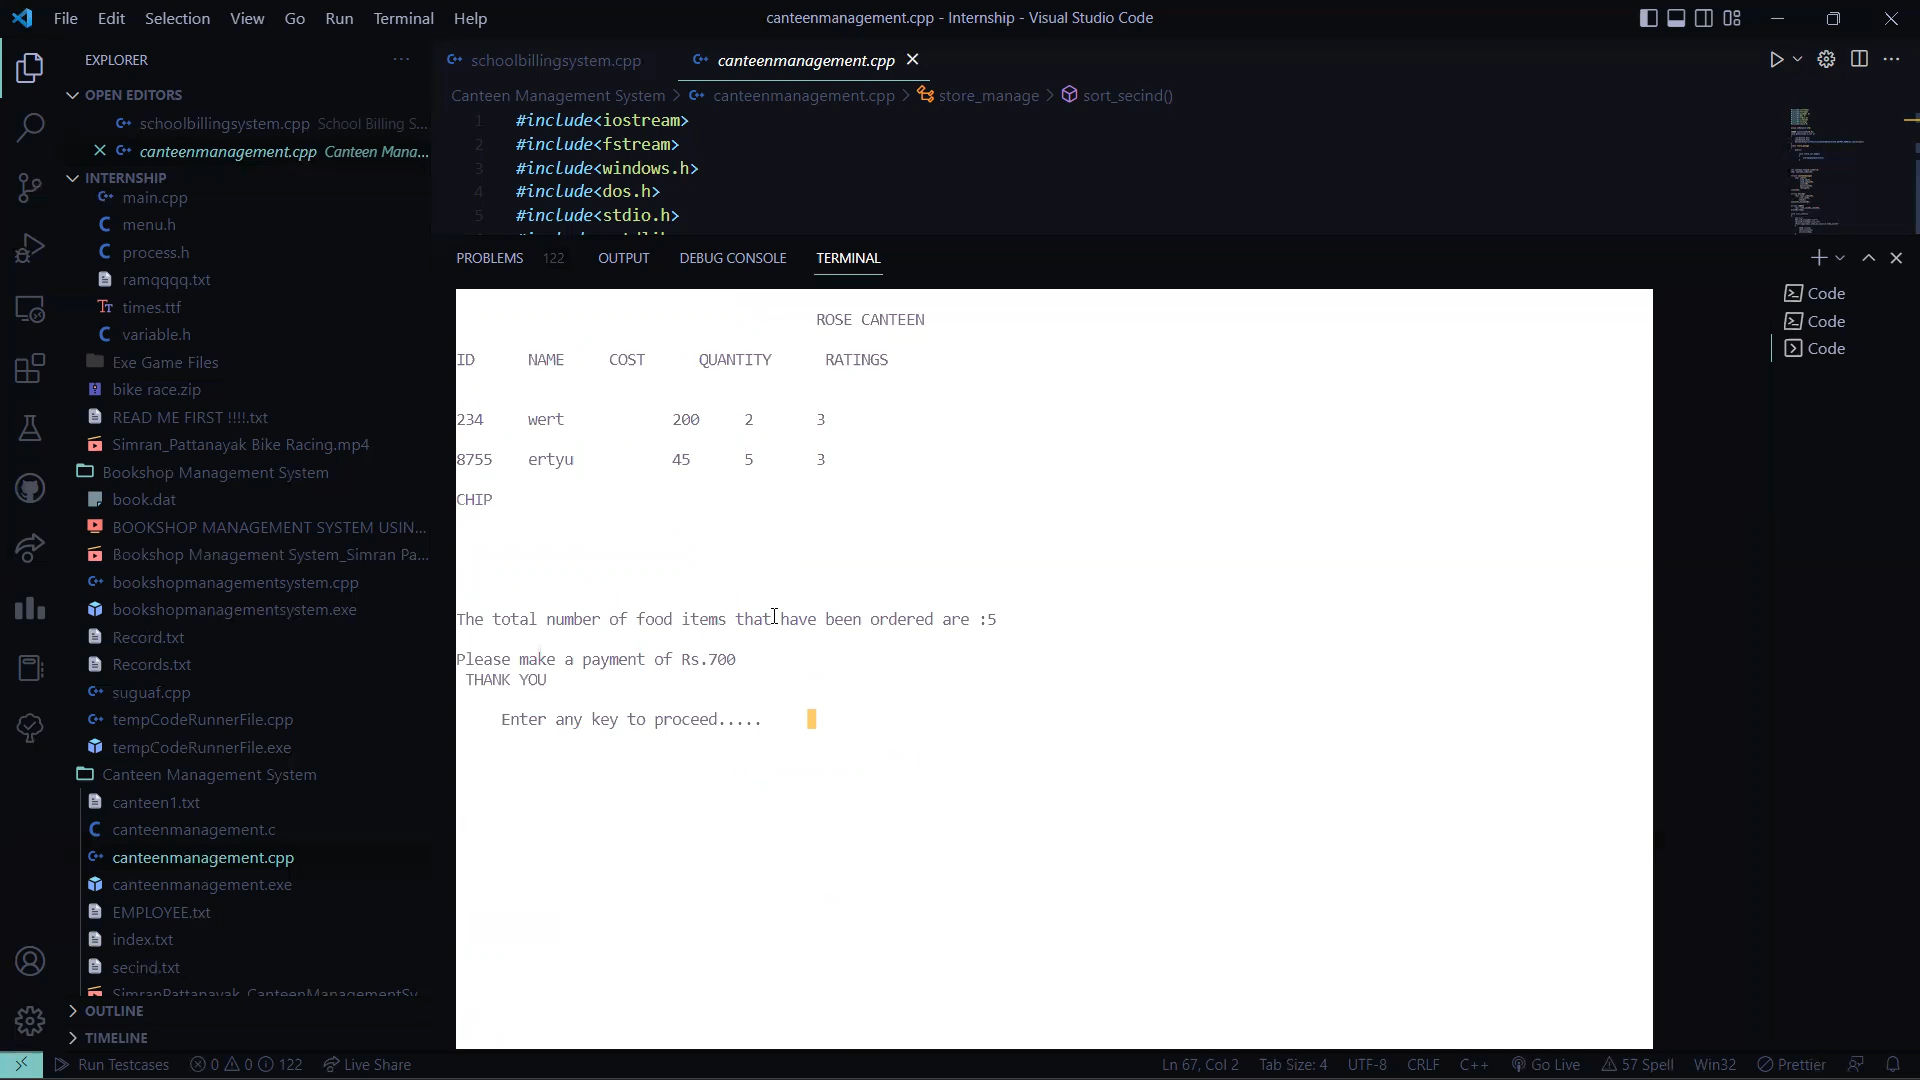 File Edit Selection View Go Run Terminal Help
canteenmanagement.cpp - Internship - Visual Studio Code
EXPLORER
OPEN EDITORS
schoolbillingsystem.cpp School Billing S...
canteenmanagement.cpp Canteen Mana...
INTERNSHIP
main.cpp
menu.h
process.h
ramqqqq.txt
times.ttf
variable.h
Exe Game Files
bike race.zip
READ ME FIRST !!!!.txt
Simran_Pattanayak Bike Racing.mp4
Bookshop Management System
book.dat
BOOKSHOP MANAGEMENT SYSTEM USIN...
Bookshop Management System_Simran Pa...
bookshopmanagementsystem.cpp
bookshopmanagementsystem.exe
Record.txt
Records.txt
suguaf.cpp
tempCodeRunnerFile.cpp
tempCodeRunnerFile.exe
Canteen Management System
canteen1.txt
canteenmanagement.c
canteenmanagement.cpp
canteenmanagement.exe
EMPLOYEE.txt
index.txt
secind.txt
SimranPattanayak_CanteenManagementSy...
OUTLINE
TIMELINE
schoolbillingsystem.cpp canteenmanagement.cpp
Canteen Management System > canteenmanagement.cpp > store_manage > sort_secind()
1 #include<iostream>
2 #include<fstream>
3 #include<windows.h>
4 #include<dos.h>
5 #include<stdio.h>
PROBLEMS 122 OUTPUT DEBUG CONSOLE TERMINAL
Code
Code
Code
ROSE CANTEEN
ID NAME COST QUANTITY RATINGS
234 wert 200 2 3
8755 ertyu 45 5 3
CHIP
The total number of food items that have been ordered are :5
Please make a payment of Rs.700
THANK YOU
Enter any key to proceed.....
Run Testcases 0 0 122 Live Share Ln 67, Col 2 Tab Size: 4 UTF-8 CRLF C++ Go Live 57 Spell Win32 Prettier